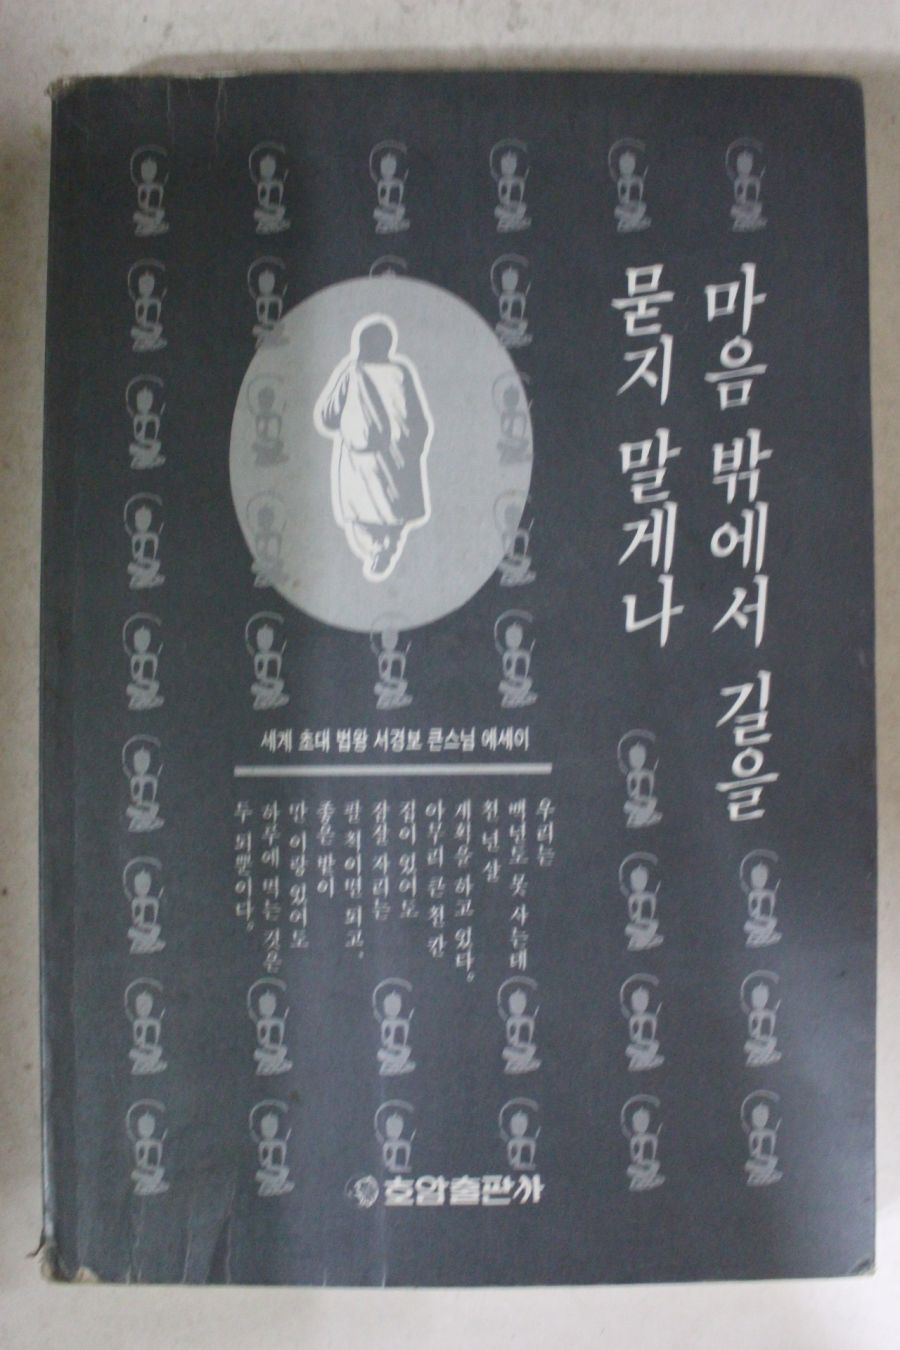 마음 밖에서 길을
묻지 말게나
세계 초대 법왕 서경보 큰스님 에세이
우리는
백년도 못 사는데
천 년 살
계획을 하고 있다.
아무리 큰 천 칸
집이 있어도
잠잘 자리는
팔 척이면 되고,
좋은 밭이
만 이랑 있어도
하루에 먹는 것은
두 되뿐이다.
호암출판사